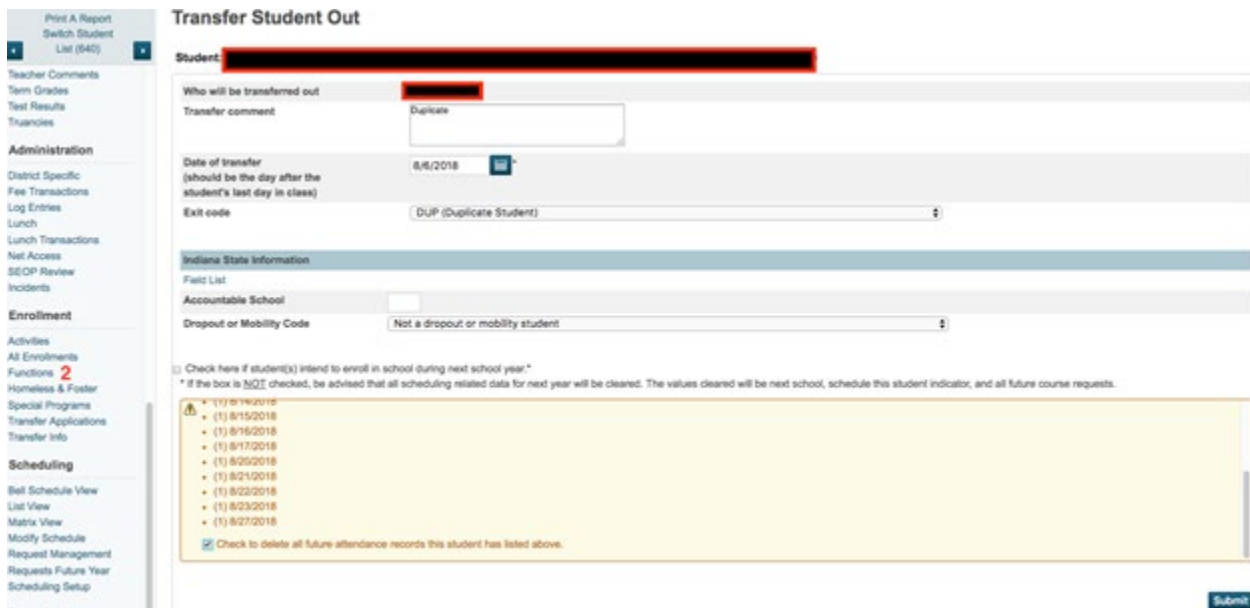 Print A Report
Switch Student
List (640)
Teacher Comments
Term Grades
Test Results
Truancies
Administration
District Specific
Fee Transactions
Log Entries
Lunch
Lunch Transactions
Net Access
SEOP Review
Incidents
Enrollment
Activities
All Enrollments
Functions 2
Homeless & Foster
Special Programs
Transfer Applications
Transfer Info
Scheduling
Bell Schedule View
List View
Matrix View
Modify Schedule
Request Management
Requests Future Year
Scheduling Setup
Transfer Student Out
Student:
Who will be transferred out
Transfer comment
Duplicate
Date of transfer
(should be the day after the
student's last day in class)
8/6/2018 *
Exit code
DUP (Duplicate Student)
Indiana State Information
Field List
Accountable School
Dropout or Mobility Code
Not a dropout or mobility student
Check here if student(s) intend to enroll in school during next school year.*
* If the box is NOT checked, be advised that all scheduling related data for next year will be cleared. The values cleared will be next school, schedule this student indicator, and all future course requests.
• (1) 8/14/2018
• (1) 8/15/2018
• (1) 8/16/2018
• (1) 8/17/2018
• (1) 8/20/2018
• (1) 8/21/2018
• (1) 8/22/2018
• (1) 8/23/2018
• (1) 8/27/2018
Check to delete all future attendance records this student has listed above.
Submit